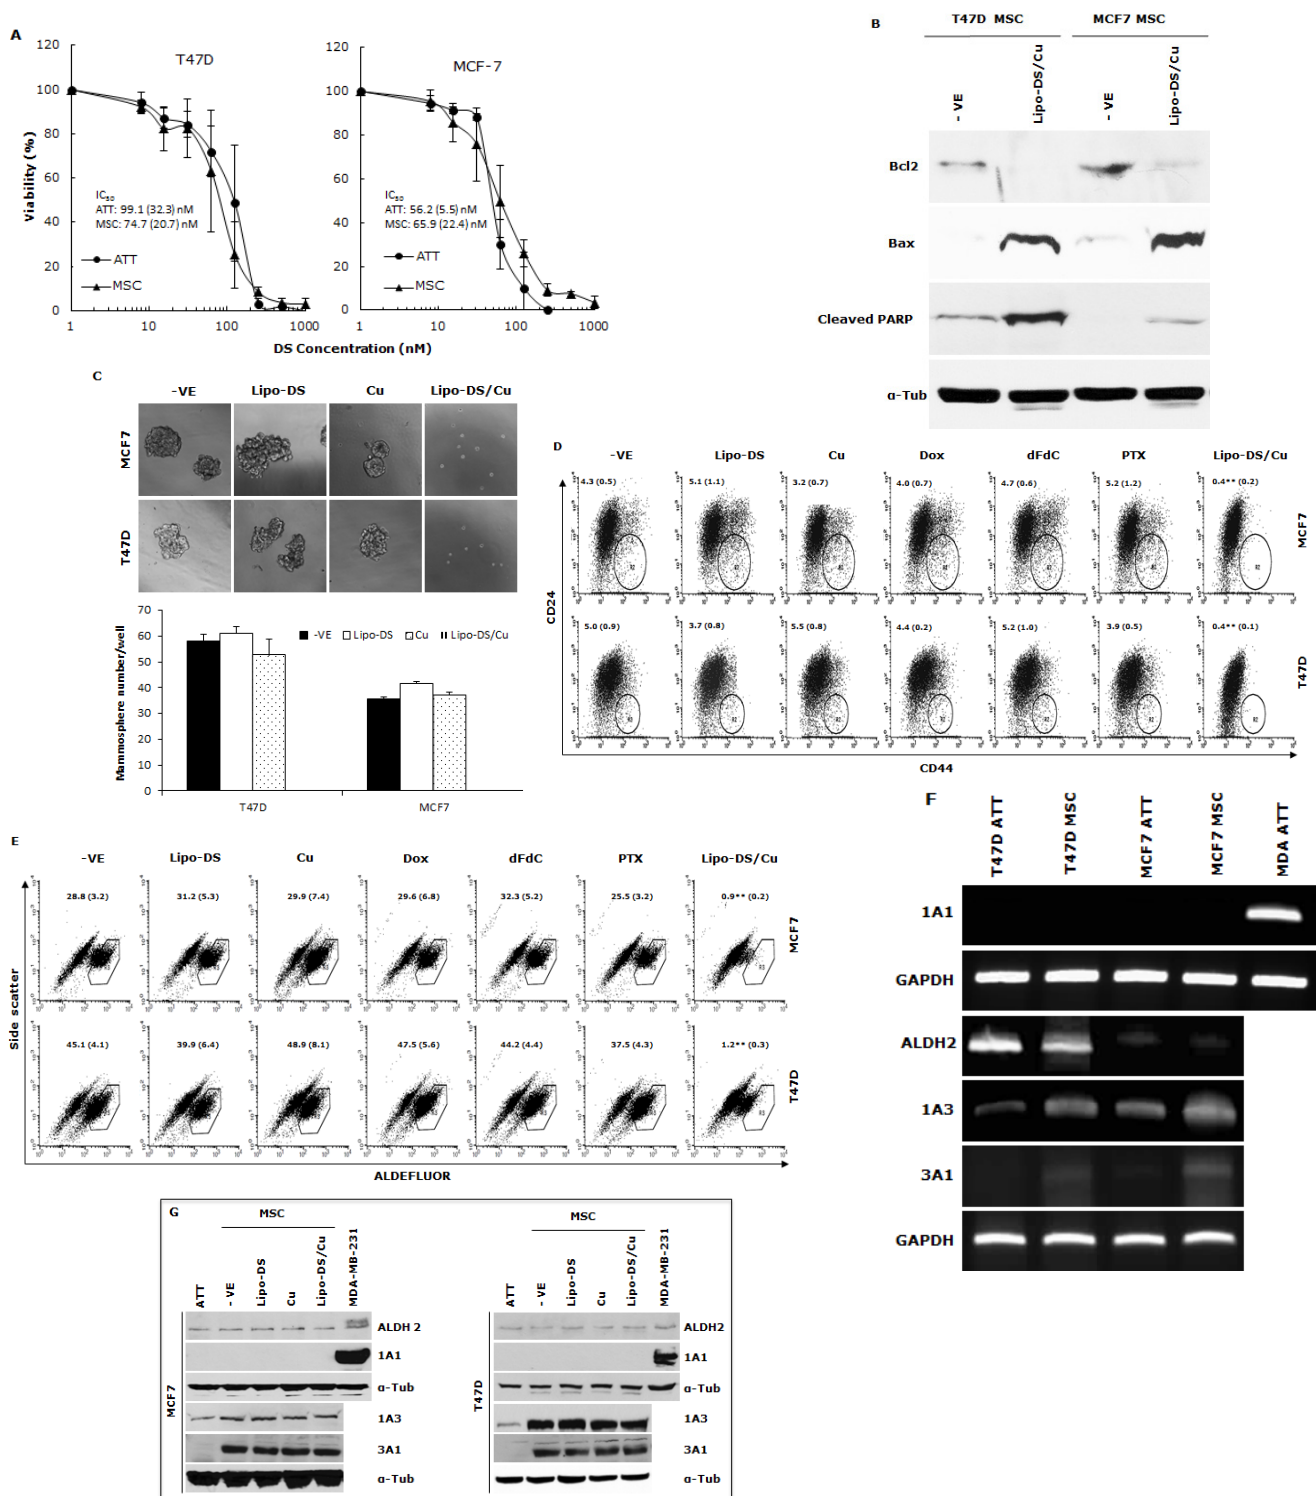 A
T47D
MCF-7
120
100
80
60
40
20
0
Viability (%)
IC50
ATT: 99.1 (32.3) nM
MSC: 74.7 (20.7) nM
ATT
MSC
1 10 100 1000
120
100
80
60
40
20
0
IC50
ATT: 56.2 (5.5) nM
MSC: 65.9 (22.4) nM
ATT
MSC
1 10 100 1000
DS Concentration (nM)
B
T47D MSC MCF7 MSC
- VE
Lipo-DS/Cu
- VE
Lipo-DS/Cu
Bcl2
Bax
Cleaved PARP
α-Tub
C
-VE Lipo-DS Cu Lipo-DS/Cu
MCF7
T47D
Mammosphere number/well
70
60
50
40
30
20
10
0
-VE Lipo-DS Cu Lipo-DS/Cu
T47D MCF7
D
-VE Lipo-DS Cu Dox dFdC PTX Lipo-DS/Cu
4.3 (0.5) 5.1 (1.1) 3.2 (0.7) 4.0 (0.7) 4.7 (0.6) 5.2 (1.2) 0.4** (0.2)
MCF7
5.0 (0.9) 3.7 (0.8) 5.5 (0.8) 4.4 (0.2) 5.2 (1.0) 3.9 (0.5) 0.4** (0.1)
T47D
CD24
CD44
E
-VE Lipo-DS Cu Dox dFdC PTX Lipo-DS/Cu
28.8 (3.2) 31.2 (5.3) 29.9 (7.4) 29.6 (6.8) 32.3 (5.2) 25.5 (3.2) 0.9** (0.2)
MCF7
45.1 (4.1) 39.9 (6.4) 48.9 (8.1) 47.5 (5.6) 44.2 (4.4) 37.5 (4.3) 1.2** (0.3)
T47D
Side scatter
ALDEFLUOR
F
T47D ATT
T47D MSC
MCF7 ATT
MCF7 MSC
MDA ATT
1A1
GAPDH
ALDH2
1A3
3A1
GAPDH
G
MSC
ATT
- VE
Lipo-DS
Cu
Lipo-DS/Cu
MDA-MB-231
MCF7
ALDH 2
1A1
α-Tub
1A3
3A1
α-Tub
MSC
ATT
- VE
Lipo-DS
Cu
Lipo-DS/Cu
MDA-MB-231
T47D
ALDH2
1A1
α-Tub
1A3
3A1
α-Tub